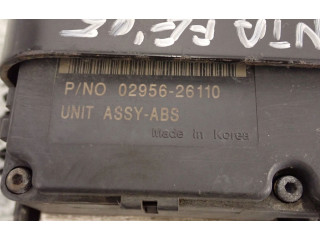 P/NO 02956-26110
UNIT ASSY-ABS
Made In Korea